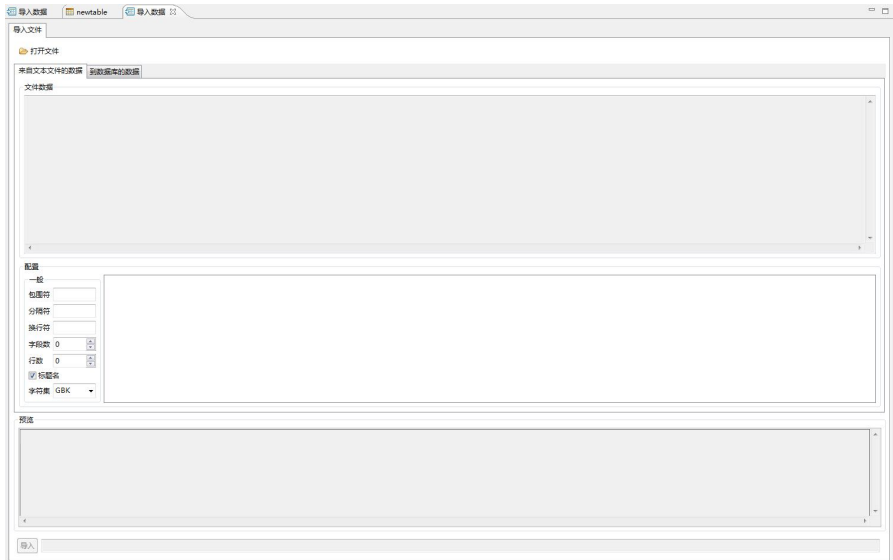 导入数据 newtable 导入数据
导入文件
打开文件
来自文本文件的数据 到数据库的数据
文件数据
配置
一般
包围符
分隔符
换行符
字段数 0
行数 0
标题名
字符集 GBK
预览
导入